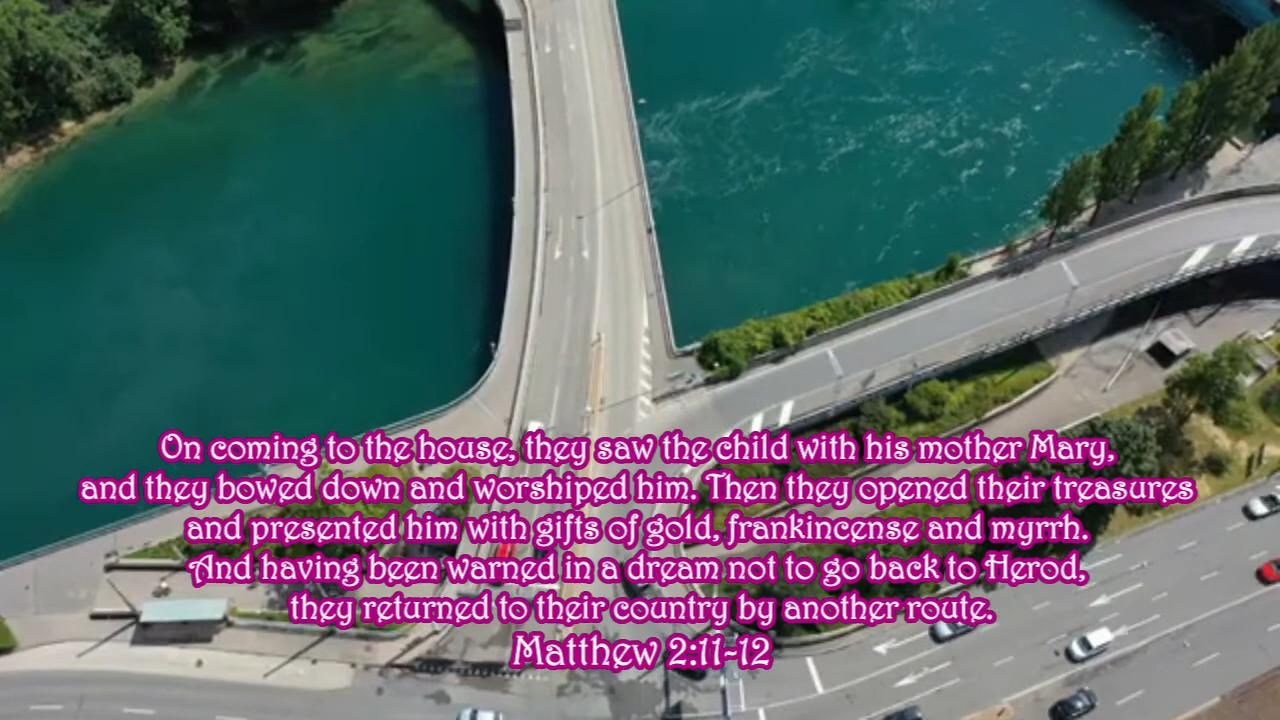 On coming to the house, they saw the child with his mother Mary,
and they bowed down and worshiped him. Then they opened their treasures
and presented him with gifts of gold, frankincense and myrrh.
And having been warned in a dream not to go back to Herod,
they returned to their country by another route.
Matthew 2:11-12